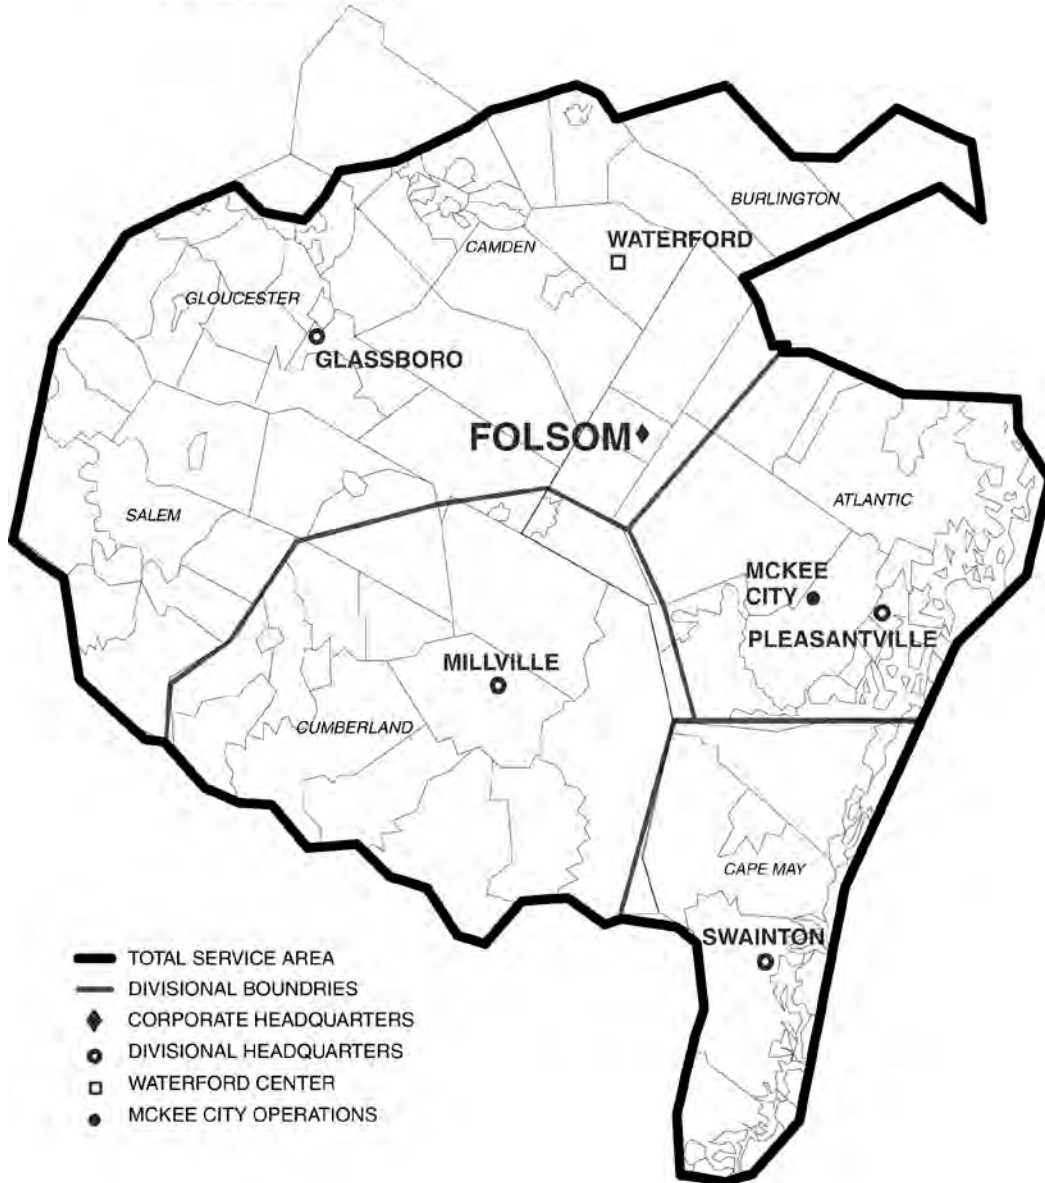 BURLINGTON
WATERFORD
CAMDEN
GLOUCESTER
GLASSBORO
FOLSOM
ATLANTIC
SALEM
MCKEE
CITY
PLEASANTVILLE
MILLVILLE
CUMBERLAND
CAPE MAY
SWAINTON
TOTAL SERVICE AREA
DIVISIONAL BOUNDRIES
CORPORATE HEADQUARTERS
DIVISIONAL HEADQUARTERS
WATERFORD CENTER
MCKEE CITY OPERATIONS